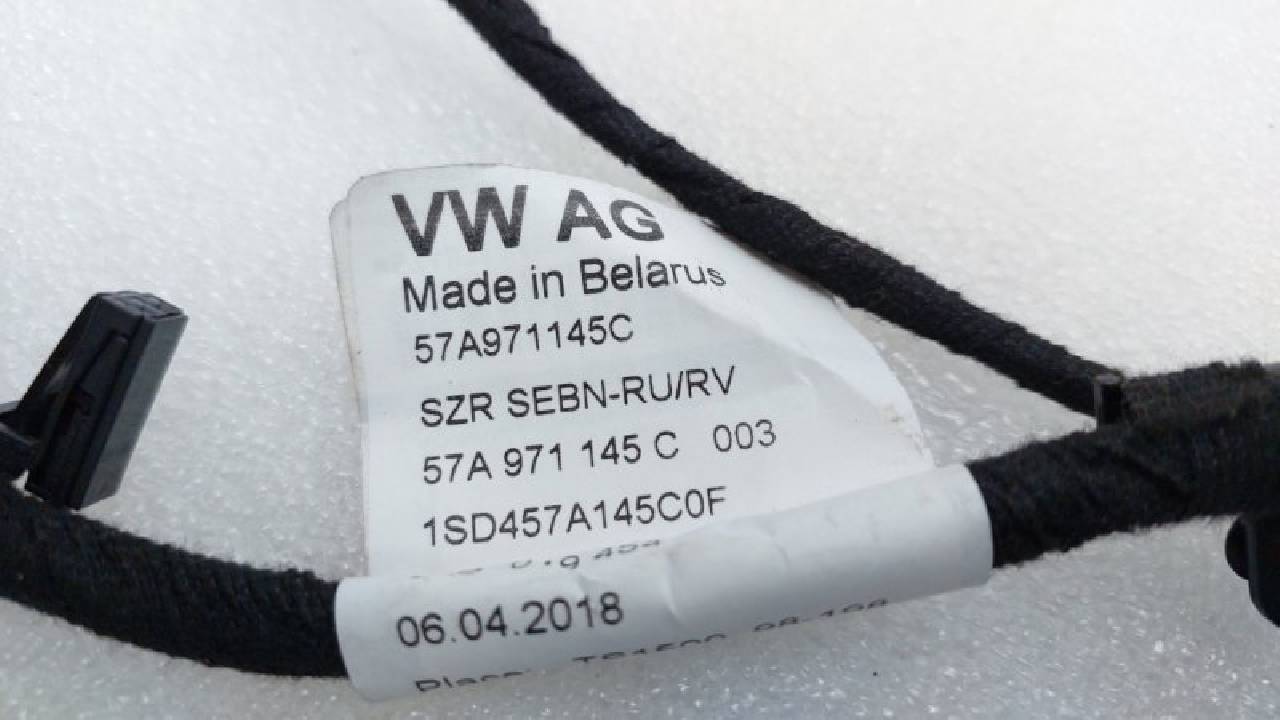 VW AG
Made in Belarus
57A971145C
SZR SEBN-RU/RV
57A 971 145 C 003
1SD457A145C0F
06.04.2018